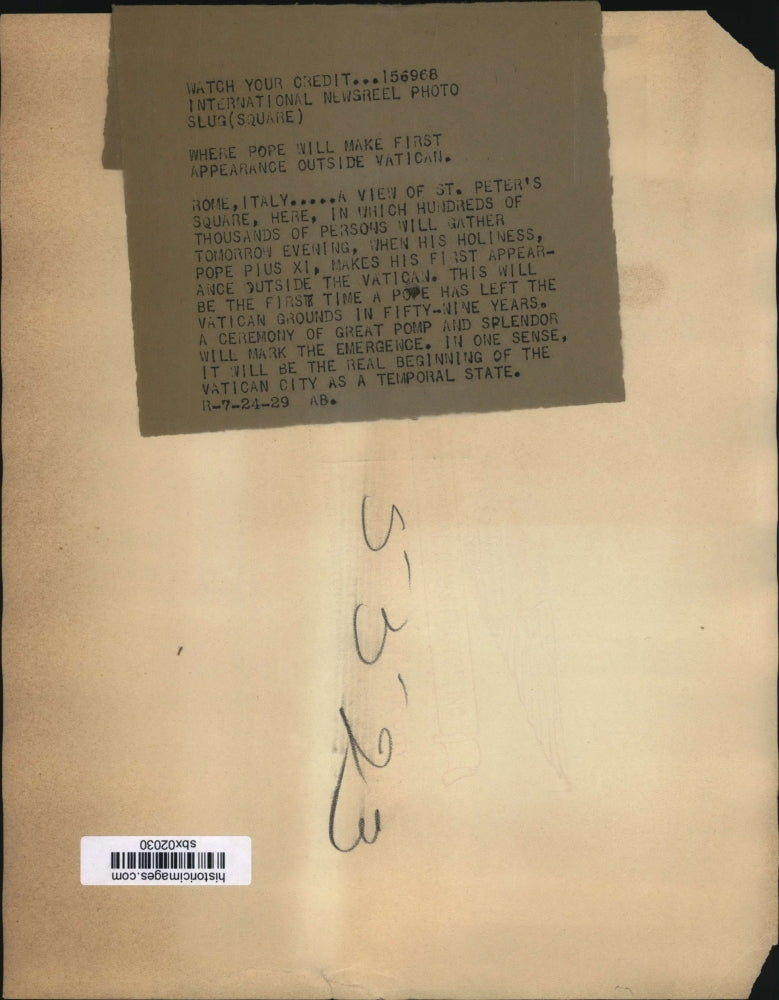 WATCH YOUR CREDIT...156968
INTERNATIONAL NEWSREEL PHOTO
SLUG(SQUARE)
WHERE POPE WILL MAKE FIRST
APPEARANCE OUTSIDE VATICAN.
ROME, ITALY.....A VIEW OF ST. PETER'S
SQUARE, HERE, IN WHICH HUNDREDS OF
THOUSANDS OF PERSONS WILL GATHER
TOMORROW EVENING, WHEN HIS HOLINESS,
POPE PIUS XI, MAKES HIS FIRST APPEAR-
ANCE OUTSIDE THE VATICAN. THIS WILL
BE THE FIRST TIME A POPE HAS LEFT THE
VATICAN GROUNDS IN FIFTY-NINE YEARS.
A CEREMONY OF GREAT POMP AND SPLENDOR
WILL MARK THE EMERGENCE. IN ONE SENSE,
IT WILL BE THE REAL BEGINNING OF THE
VATICAN CITY AS A TEMPORAL STATE.
R-7-24-29 AB.
historicimages.com
sbx02030